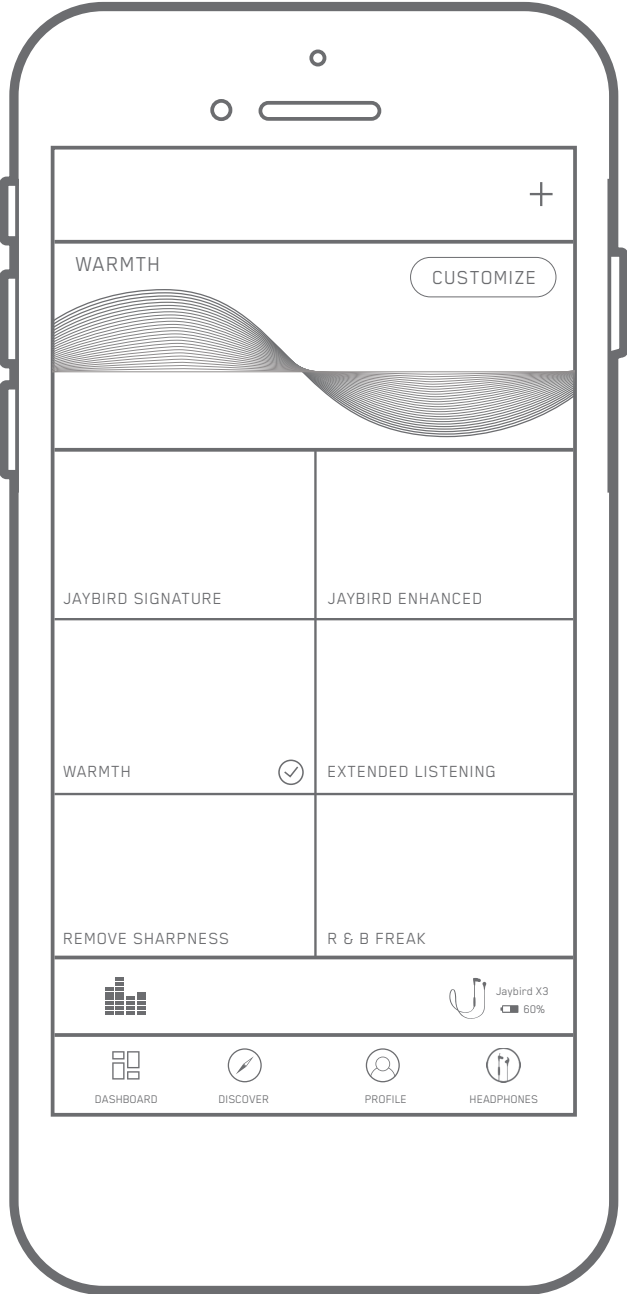 WARMTH
CUSTOMIZE
JAYBIRD SIGNATURE
JAYBIRD ENHANCED
WARMTH
EXTENDED LISTENING
REMOVE SHARPNESS
R & B FREAK
Jaybird X3
60%
DASHBOARD
DISCOVER
PROFILE
HEADPHONES